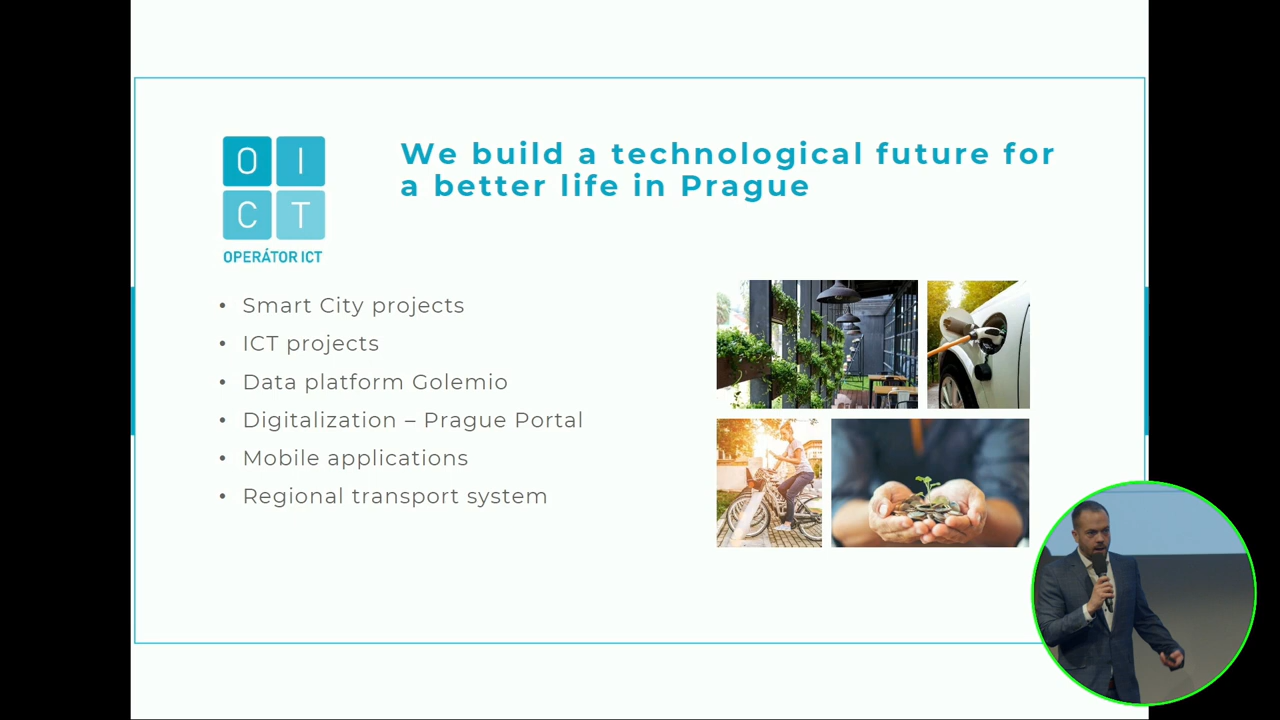 O I
C T
OPERÁTOR ICT
We build a technological future for
a better life in Prague
• Smart City projects
• ICT projects
• Data platform Golemio
• Digitalization – Prague Portal
• Mobile applications
• Regional transport system